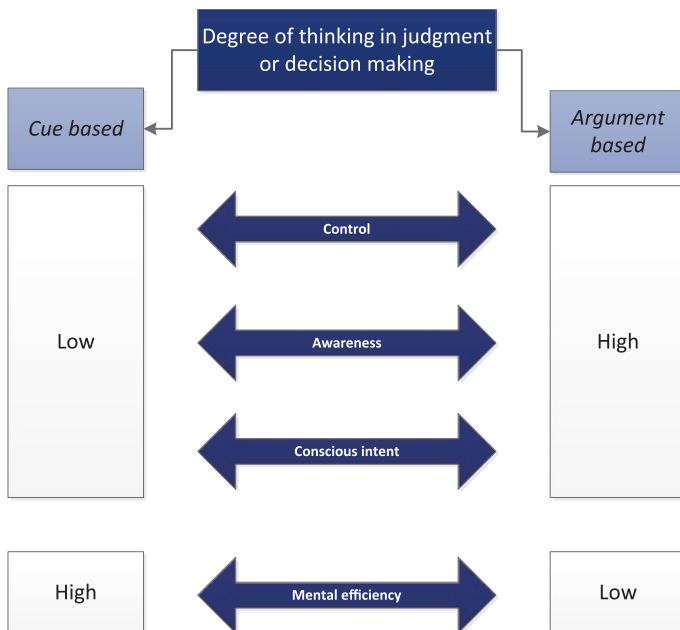 Degree of thinking in judgment
or decision making
Cue based
Argument
based
Control
Low
Awareness
High
Conscious intent
High
Mental efficiency
Low